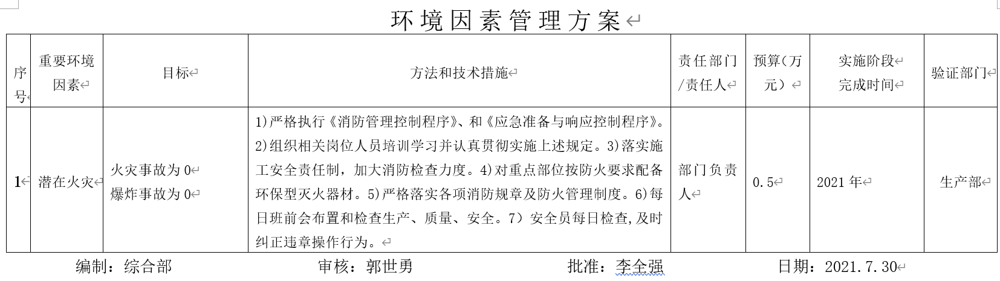 环境因素管理方案
序号
重要环境因素
目标
方法和技术措施
责任部门/责任人
预算（万元）
实施阶段
完成时间
验证部门
1
潜在火灾
火灾事故为 0
爆炸事故为 0
1)严格执行《消防管理控制程序》、和《应急准备与响应控制程序》。
2)组织相关岗位人员培训学习并认真贯彻实施上述规定。3)落实施
工安全责任制，加大消防检查力度。4)对重点部位按防火要求配备
环保型灭火器材。5)严格落实各项消防规章及防火管理制度。6)每
日班前会布置和检查生产、质量、安全。7）安全员每日检查,及时
纠正违章操作行为。
部门负责人
0.5
2021 年
生产部
编制：综合部 审核：郭世勇 批准：李全强 日期：2021.7.30